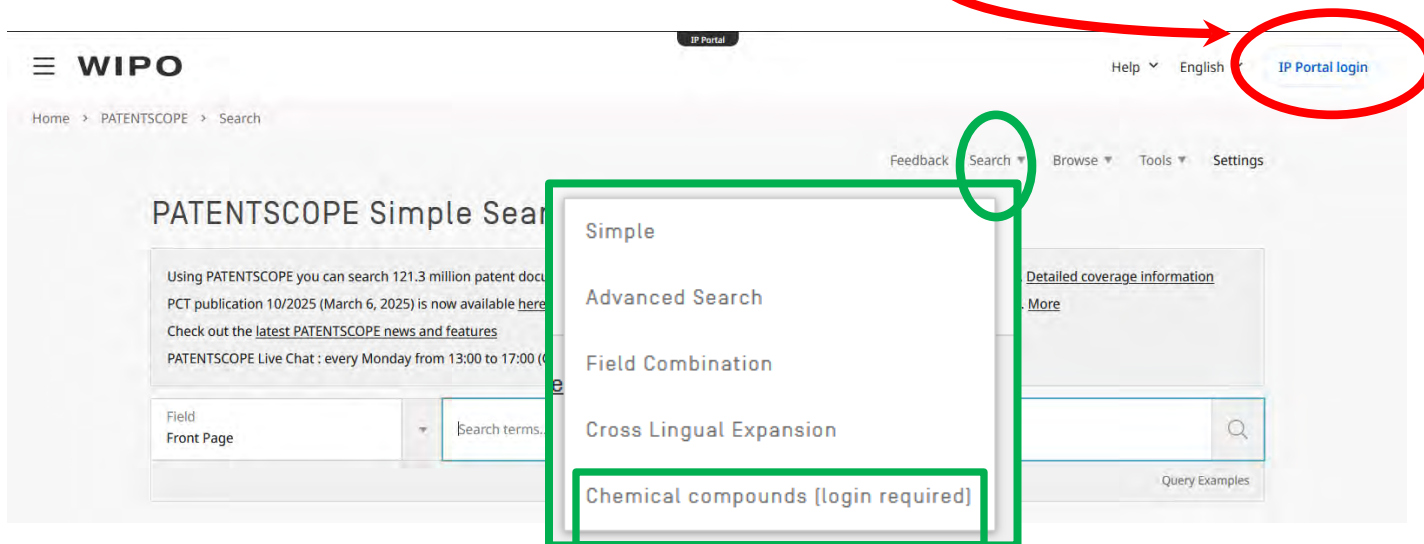 IP Portal
WIPO
Help English IP Portal login
Home > PATENTSCOPE > Search
Feedback Search Browse Tools Settings
PATENTSCOPE Simple Sear
Using PATENTSCOPE you can search 121.3 million patent docu
Detailed coverage information
PCT publication 10/2025 (March 6, 2025) is now available here
. More
Check out the latest PATENTSCOPE news and features
PATENTSCOPE Live Chat : every Monday from 13:00 to 17:00 (
Field
Front Page
Search terms..
Query Examples
Simple
Advanced Search
Field Combination
Cross Lingual Expansion
Chemical compounds (login required)